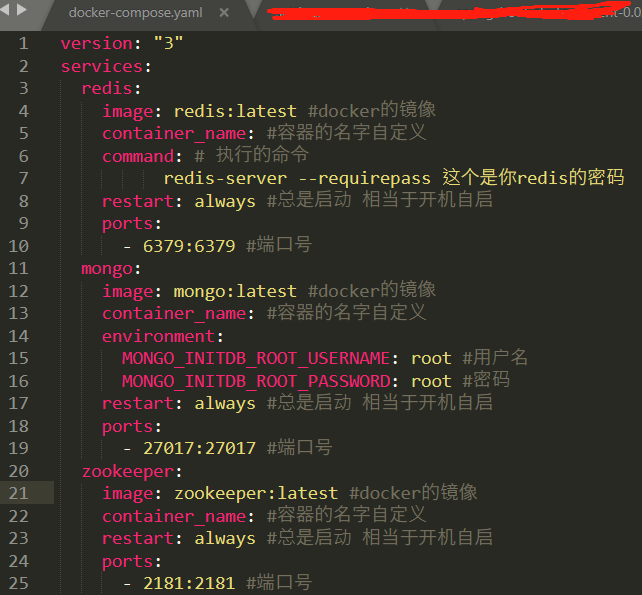 docker-compose.yaml ×
1 version: "3"
2 services:
3 redis:
4 image: redis:latest #docker的镜像
5 container_name: #容器的名字自定义
6 command: # 执行的命令
7 redis-server --requirepass 这个是你redis的密码
8 restart: always #总是启动 相当于开机自启
9 ports:
10 - 6379:6379 #端口号
11 mongo:
12 image: mongo:latest #docker的镜像
13 container_name: #容器的名字自定义
14 environment:
15 MONGO_INITDB_ROOT_USERNAME: root #用户名
16 MONGO_INITDB_ROOT_PASSWORD: root #密码
17 restart: always #总是启动 相当于开机自启
18 ports:
19 - 27017:27017 #端口号
20 zookeeper:
21 image: zookeeper:latest #docker的镜像
22 container_name: #容器的名字自定义
23 restart: always #总是启动 相当于开机自启
24 ports:
25 - 2181:2181 #端口号